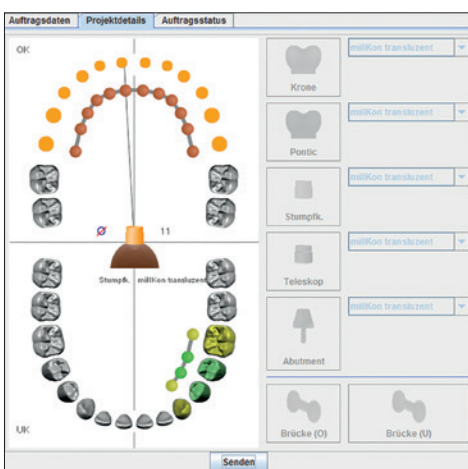 Auftragsdaten Projektdetails Auftragsstatus
OK
millKon transluzent
Krone
millKon transluzent
Pontic
millKon transluzent
Stumpfk.
11
millKon transluzent
Teleskop
Stumpfk. millKon transluzent
millKon transluzent
Abutment
UK
Brücke (O) Brücke (U)
Senden